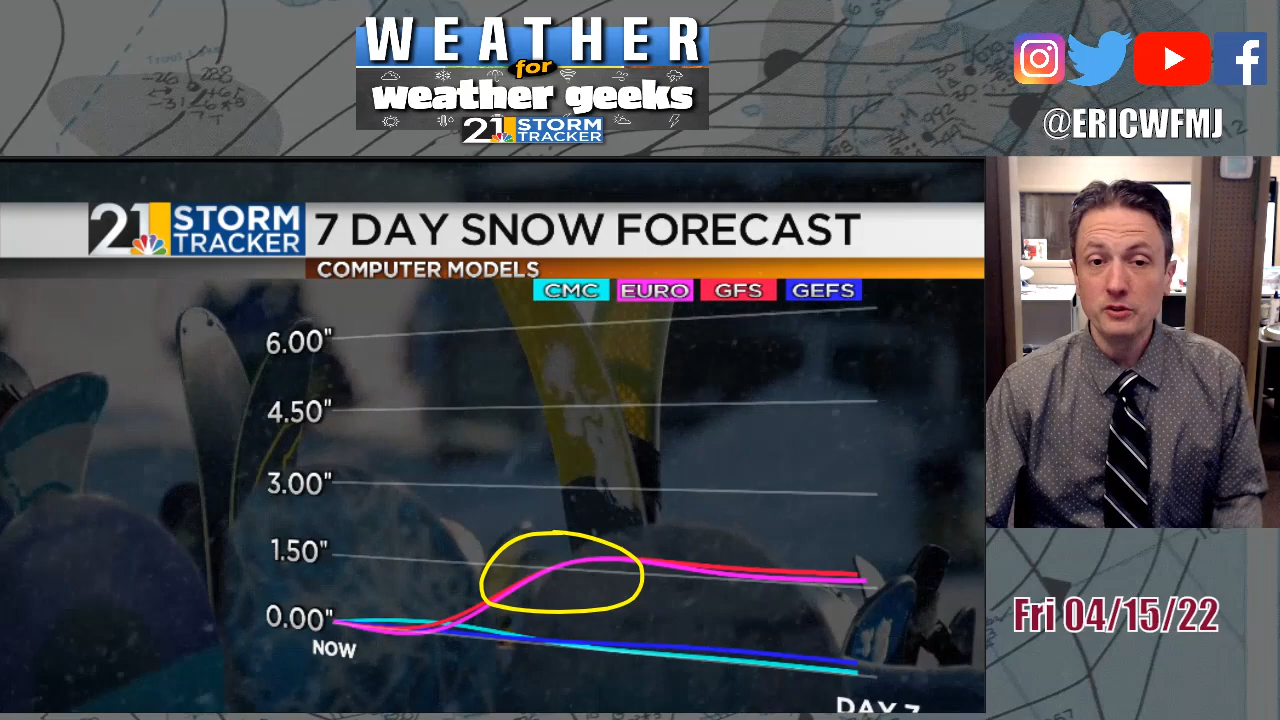 WEATHER
for
weather geeks
21 STORM
TRACKER
@ERICWFMJ
21 STORM
TRACKER
7 DAY SNOW FORECAST
COMPUTER MODELS
CMC EURO GFS GEFS
6.00"
4.50"
3.00"
1.50"
0.00"
NOW
DAY 7
Fri 04/15/22